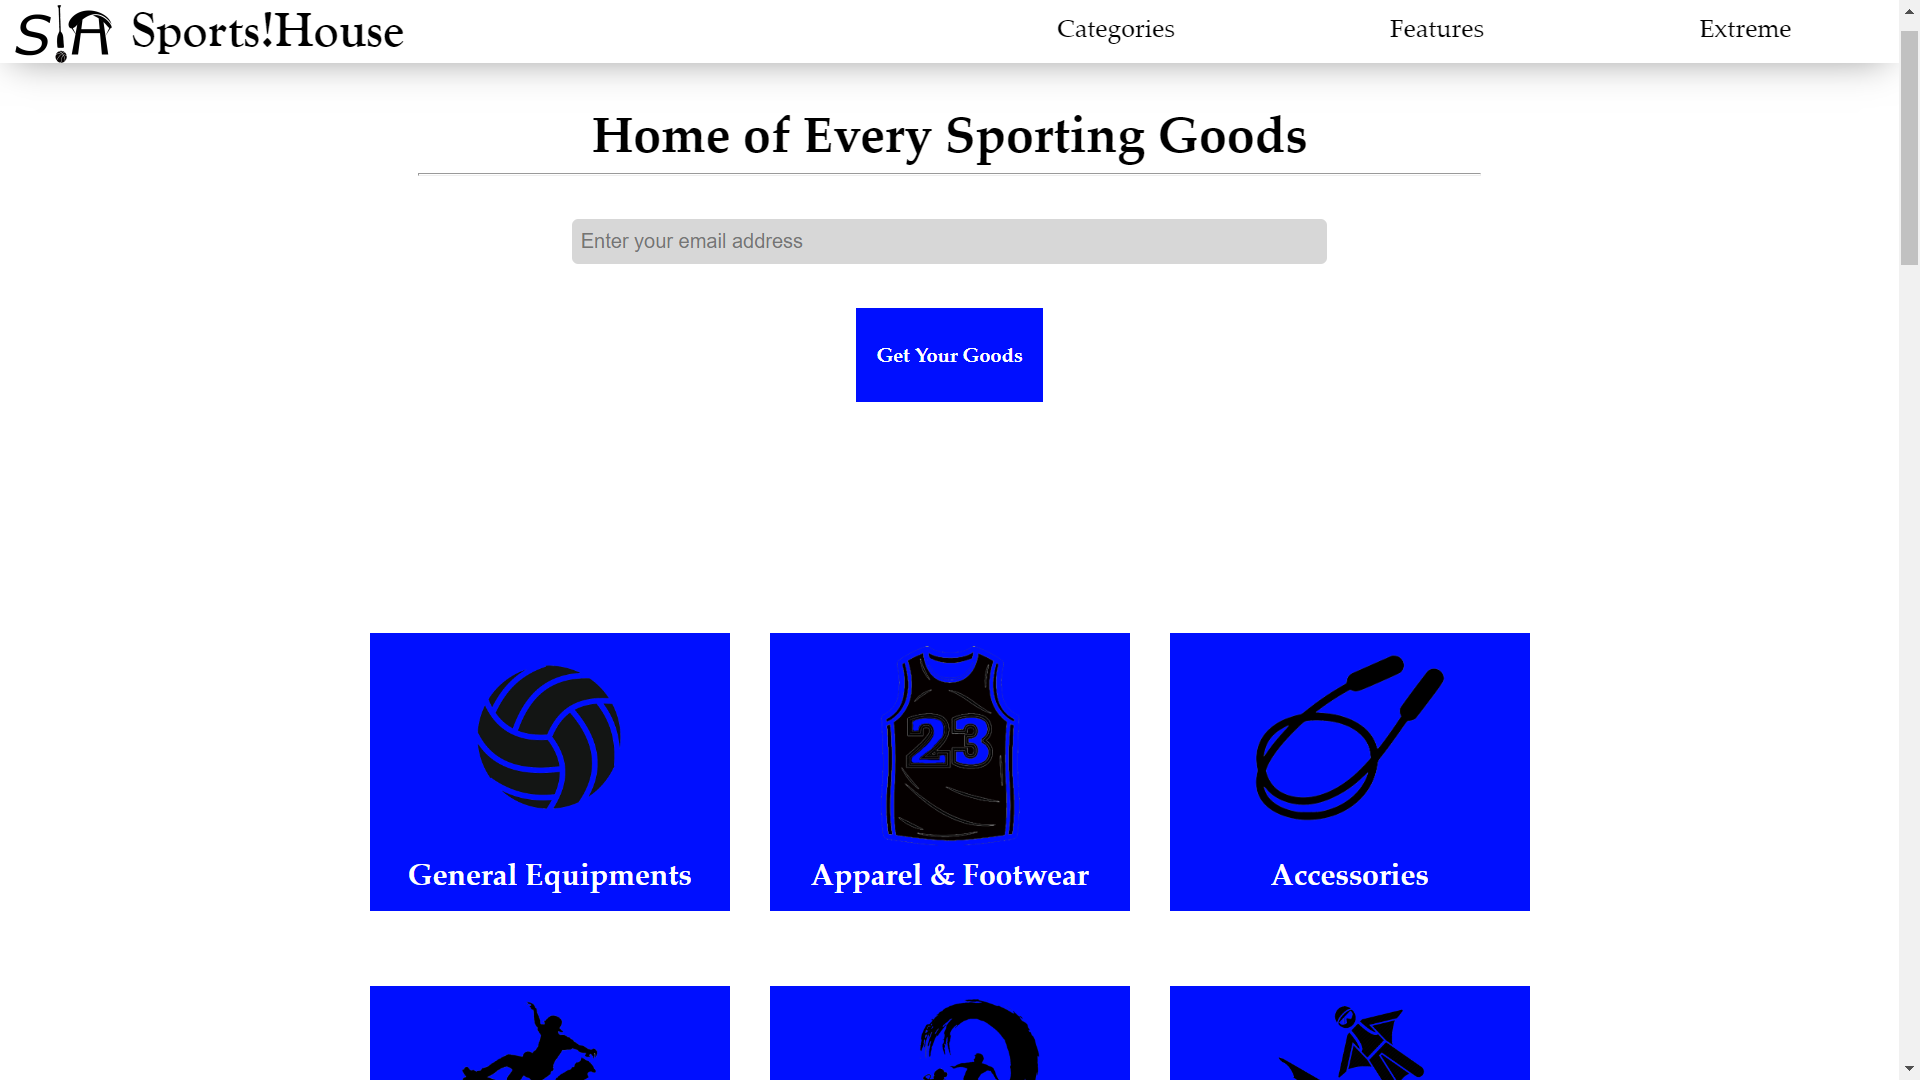 S!A Sports!House
Categories
Features
Extreme
Home of Every Sporting Goods
Enter your email address
Get Your Goods
23
General Equipments
Apparel & Footwear
Accessories